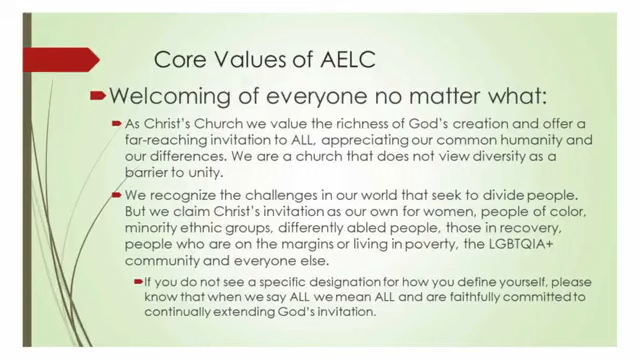 Core Values of AELC
Welcoming of everyone no matter what:
As Christ's Church we value the richness of God's creation and offer a
far-reaching invitation to ALL, appreciating our common humanity and
our differences. We are a church that does not view diversity as a
barrier to unity.
We recognize the challenges in our world that seek to divide people.
But we claim Christ's invitation as our own for women, people of color,
minority ethnic groups, differently abled people, those in recovery,
people who are on the margins or living in poverty, the LGBTQIA+
community and everyone else.
If you do not see a specific designation for how you define yourself, please
know that when we say ALL we mean ALL and are faithfully committed to
continually extending God's invitation.